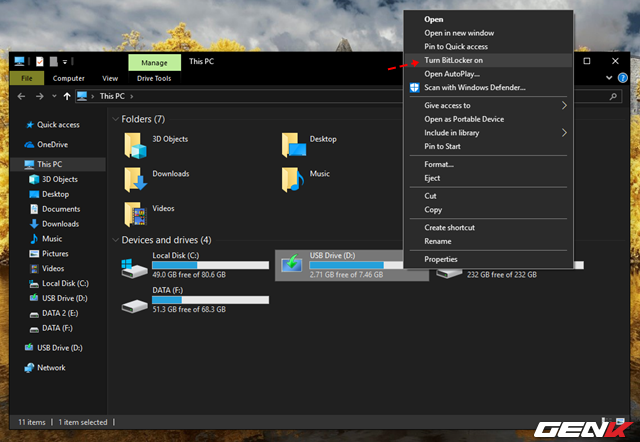 Manage
This PC
File
Computer
View
Drive Tools
This PC
Quick access
OneDrive
This PC
3D Objects
Desktop
Documents
Downloads
Music
Pictures
Videos
Local Disk (C:)
USB Drive (D:)
DATA 2 (E:)
DATA (F:)
USB Drive (D:)
Network
Folders (7)
3D Objects
Desktop
Downloads
Music
Videos
Devices and drives (4)
Local Disk (C:)
49.0 GB free of 80.6 GB
USB Drive (D:)
2.71 GB free of 7.46 GB
232 GB free of 232 GB
DATA (F:)
51.3 GB free of 68.3 GB
Open
Open in new window
Pin to Quick access
Turn BitLocker on
Open AutoPlay...
Scan with Windows Defender...
Give access to
Open as Portable Device
Include in library
Pin to Start
Format...
Eject
Cut
Copy
Create shortcut
Rename
Properties
11 items
1 item selected
GENK